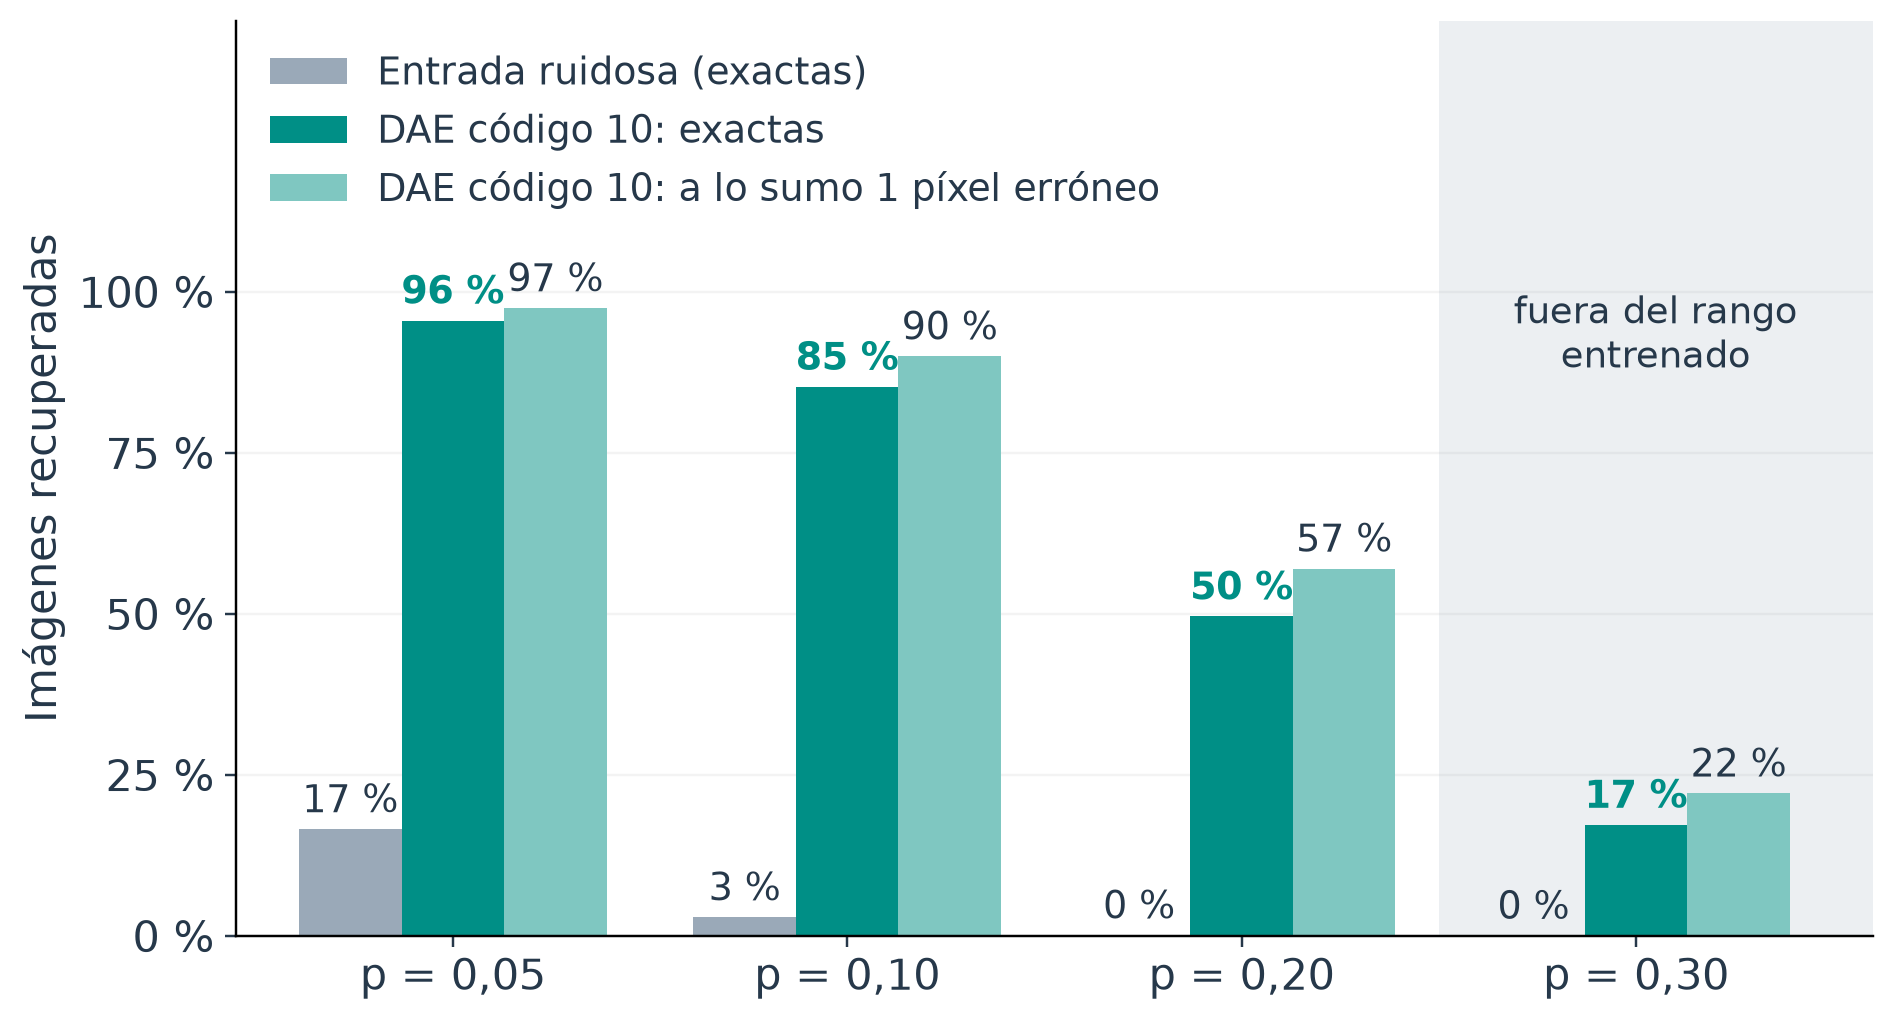 Entrada ruidosa (exactas)
DAE código 10: exactas
DAE código 10: a lo sumo 1 píxel erróneo
Imágenes recuperadas
100 %
75 %
50 %
25 %
0 %
17 %
96 %
97 %
3 %
85 %
90 %
0 %
50 %
57 %
fuera del rango
entrenado
0 %
17 %
22 %
p = 0,05
p = 0,10
p = 0,20
p = 0,30